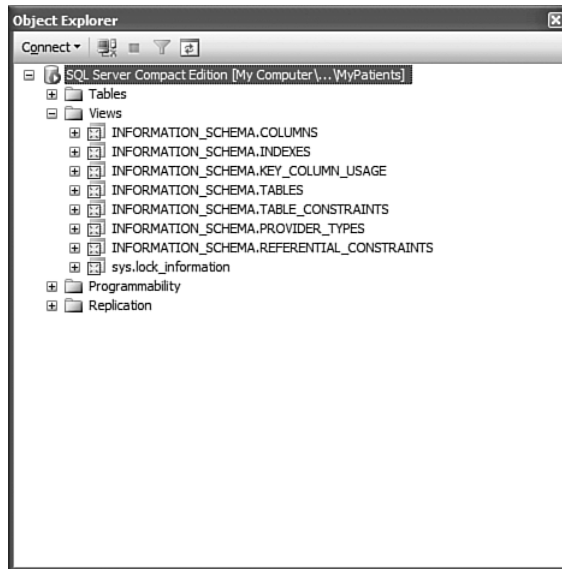 Object Explorer
Connect
SQL Server Compact Edition [My Computer\...\MyPatients]
Tables
Views
INFORMATION_SCHEMA.COLUMNS
INFORMATION_SCHEMA.INDEXES
INFORMATION_SCHEMA.KEY_COLUMN_USAGE
INFORMATION_SCHEMA.TABLES
INFORMATION_SCHEMA.TABLE_CONSTRAINTS
INFORMATION_SCHEMA.PROVIDER_TYPES
INFORMATION_SCHEMA.REFERENTIAL_CONSTRAINTS
sys.lock_information
Programmability
Replication